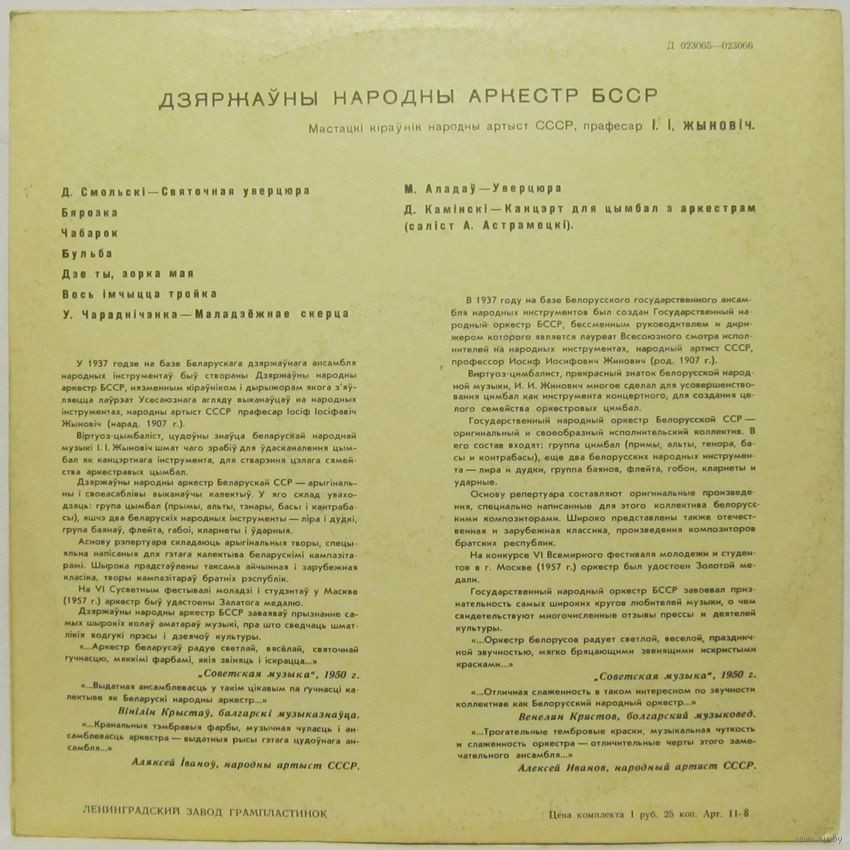 Д 023065—023066
ДЗЯРЖАЎНЫ НАРОДНЫ АРКЕСТР БССР
Мастацкі кіраўнік народны артыст СССР, прафесар І. І. ЖЫНОВІЧ.
Д. Смольскі—Святочная уверцюра
Бярозка
Чабарок
Бульба
Дзе ты, зорка мая
Вось імчыцца тройка
У. Чараднічэнка—Маладзёжнае скерца
М. Аладаў—Уверцюра
Д. Камінскі—Канцэрт для цымбал з аркестрам
(саліст А. Астрамецкі).
У 1937 годзе на базе Беларускага дзяржаўнага ансамбля
народных інструментаў быў створаны Дзяржаўны народны
аркестр БССР, нязменным кіраўніком і дырыжорам якога з'яў-
ляецца лаўрэат Усесаюзнага агляду выканаўцаў на народных
інструментах, народны артыст СССР прафесар Іосіф Іосіфавіч
Жыновіч (нарад. 1907 г.).
Віртуоз-цымбаліст, цудоўны знаўца беларускай народнай
музыкі І. І. Жыновіч шмат чаго зрабіў для ўдасканалення цым-
бал як канцэртнага інструмента, для стварэння цэлага сямей-
ства аркестравых цымбал.
Дзяржаўны народны аркестр Беларускай ССР — арыгіналь-
ны і своеасаблівы выканаўчы калектыў. У яго склад увахо-
дзяць: група цымбал (прымы, альты, тэнары, басы і кантраба-
сы), яшчэ два беларускіх народных інструменты — ліра і дудкі,
група баянаў, флейта, габоі, кларнеты і ўдарныя.
Аснову рэпертуара складаюць арыгінальныя творы, спецы-
яльна напісаныя для гэтага калектыва беларускімі кампазіта-
рамі. Шырока прадстаўлены таксама айчынная і зарубежная
класіка, творы кампазітараў братніх рэспублік.
На VI Сусветным фестывалі моладзі і студэнтаў у Маскве
(1957 г.) аркестр быў удастоены Залатога медалю.
Дзяржаўны народны аркестр БССР заваяваў прызнанне са-
мых шырокіх колаў аматараў музыкі, пра што сведчаць шмат-
лікія водгукі прэсы і дзеячоў культуры.
«...Аркестр беларусаў радуе светлай, вясёлай, святочнай
гучнасцю, мяккімі фарбамі, якія звіняць і іскрацца...»
„Советская музыка“, 1950 г.
«...Выдатная ансамблевасць у такім цікавым па гучнасці ка-
лектыве як Беларускі народны аркестр...»
Вінілін Крыстаў, балгарскі музыказнаўца.
«...Кранальныя тэмбравыя фарбы, музычная чуласць і ан-
самблевасць аркестра — выдатныя рысы гэтага цудоўнага ан-
самбля...»
Аляксей Іваноў, народны артыст СССР.
В 1937 году на базе Белорусского государственного ансам-
бля народных инструментов был создан Государственный на-
родный оркестр БССР, бессменным руководителем и дири-
жером которого является лауреат Всесоюзного смотра испол-
нителей на народных инструментах, народный артист СССР,
профессор Иосиф Иосифович Жинович (род. 1907 г.).
Виртуоз-цимбалист, прекрасный знаток белорусской народ-
ной музыки, И. И. Жинович многое сделал для усовершенство-
вания цимбал как инструмента концертного, для создания це-
лого семейства оркестровых цимбал.
Государственный народный оркестр Белорусской ССР—
оригинальный и своеобразный исполнительский коллектив. В
его состав входят: группа цимбал (примы, альты, тенора, ба-
сы и контрабасы), еще два белорусских народных инструмен-
та — лира и дудки, группа баянов, флейта, гобои, кларнеты и
ударные.
Основу репертуара составляют оригинальные произведе-
ния, специально написанные для этого коллектива белорус-
скими композиторами. Широко представлены также отечест-
венная и зарубежная классика, произведения композиторов
братских республик.
На конкурсе VI Всемирного фестиваля молодежи и студен-
тов в г. Москве (1957 г.) оркестр был удостоен Золотой ме-
дали.
Государственный народный оркестр БССР завоевал приз-
нательность самых широких кругов любителей музыки, о чем
свидетельствуют многочисленные отзывы прессы и деятелей
культуры.
«...Оркестр белорусов радует светлой, веселой, празднич-
ной звучностью, мягко бряцающими звенящими искристыми
красками...»
„Советская музыка“, 1950 г.
«...Отличная слаженность в таком интересном по звучности
коллективе как Белорусский народный оркестр...»
Венелин Кристов, болгарский музыковед.
«...Трогательные тембровые краски, музыкальная чуткость
и слаженность оркестра — отличительные черты этого заме-
чательного ансамбля...»
Алексей Иванов, народный артист СССР.
ЛЕНИНГРАДСКИЙ ЗАВОД ГРАМПЛАСТИНОК
Цена комплекта 1 руб. 25 коп. Арт. 11-8